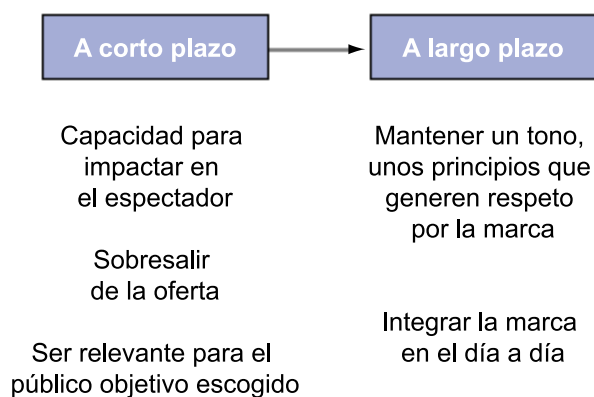 A corto plazo
A largo plazo
Capacidad para
impactar en
el espectador
Sobresalir
de la oferta
Ser relevante para el
público objetivo escogido
Mantener un tono,
unos principios que
generen respeto
por la marca
Integrar la marca
en el día a día